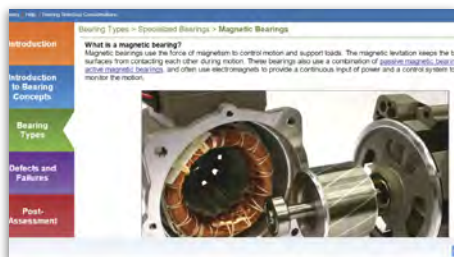 Bearing Types > Specialized Bearings > Magnetic Bearings
Introduction
What is a magnetic bearing?
Magnetic bearings use the force of magnetism to control motion and support loads. The magnetic levitation keeps the
surfaces from contacting each other during motion. These bearings also use a combination of passive magnetic
active magnetic bearings, and often use electromagnets to provide a continuous input of power and a control system
monitor the motion.
Introduction
to Bearing
Concepts
Bearing
Types
Defects and
Failures
Post-
Assessment